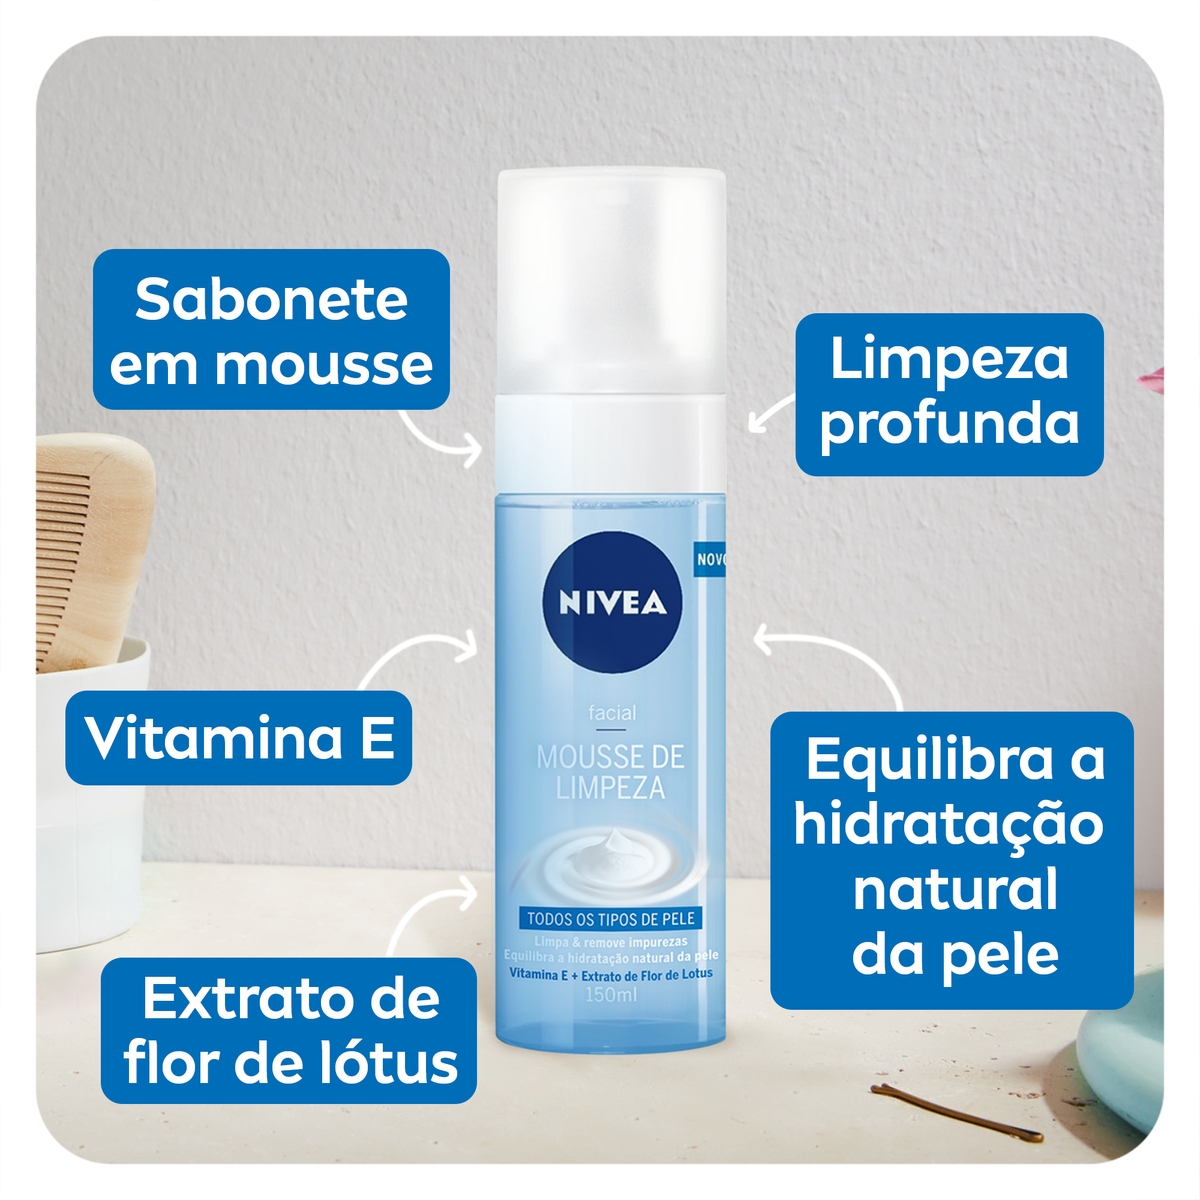 Sabonete
em mousse
Limpeza
profunda
NIVEA
facial
MOUSSE DE
LIMPEZA
Vitamina E
Equilibra a
hidratação
natural
da pele
TODOS OS TIPOS DE PELE
Limpa & remove impurezas
Equilibra a hidratação natural da pele
Vitamina E + Extrato de Flor de Lotus
150ml
Extrato de
flor de lótus